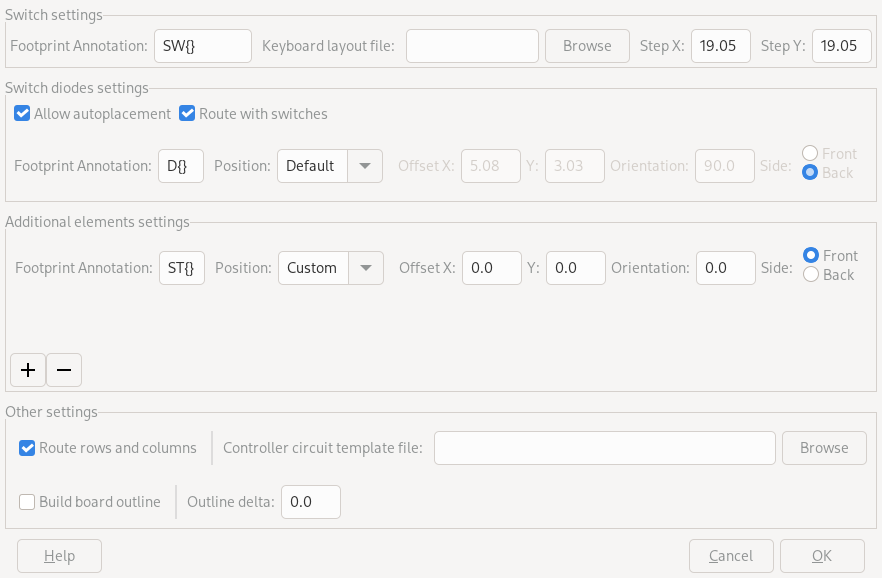 Switch settings
Footprint Annotation: SW{} Keyboard layout file: Browse Step X: 19.05 Step Y: 19.05
Switch diodes settings
Allow autoplacement Route with switches
Footprint Annotation: D{} Position: Default Offset X: 5.08 Y: 3.03 Orientation: 90.0 Side: Front
Back
Additional elements settings
Footprint Annotation: ST{} Position: Custom Offset X: 0.0 Y: 0.0 Orientation: 0.0 Side: Front
Back
+ −
Other settings
Route rows and columns Controller circuit template file: Browse
Build board outline Outline delta: 0.0
Help Cancel OK